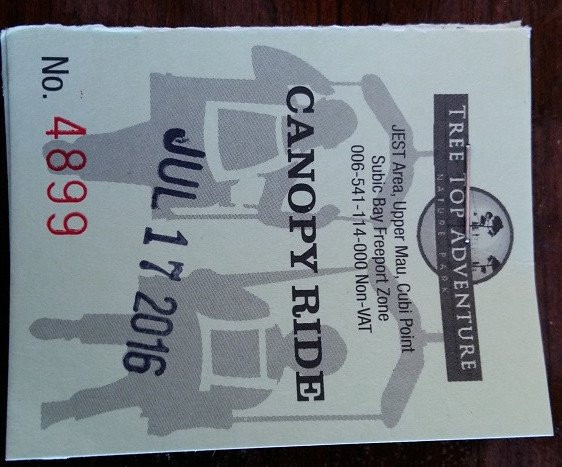 TREE TOP ADVENTURE
NATURE PARK
JEST Area, Upper Mau, Cubi Point
Subic Bay Freeport Zone
006-541-114-000 Non-VAT
CANOPY RIDE
JUL 17 2016
No. 4899